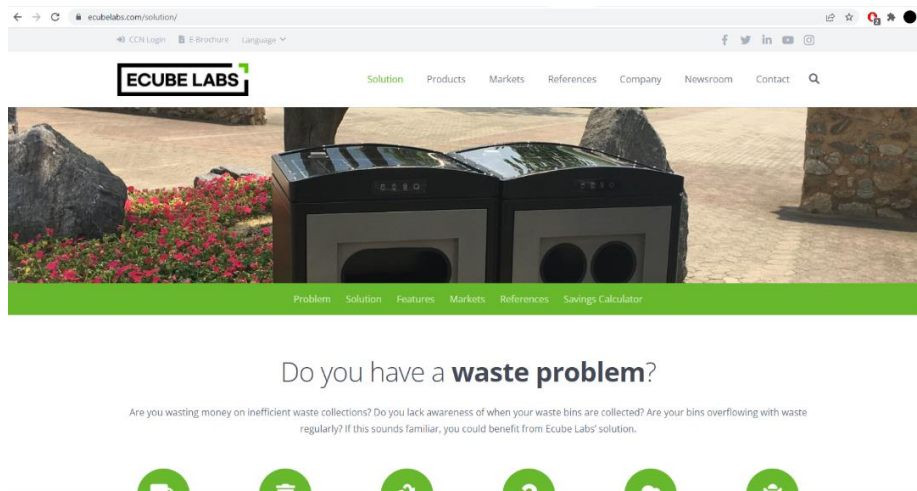 ecubelabs.com/solution/
CCN Login E-Brochure Language
ECUBE LABS
Solution Products Markets References Company Newsroom Contact
Problem Solution Features Markets References Savings Calculator
Do you have a waste problem?
Are you wasting money on inefficient waste collections? Do you lack awareness of when your waste bins are collected? Are your bins overflowing with waste
regularly? If this sounds familiar, you could benefit from Ecube Labs' solution.